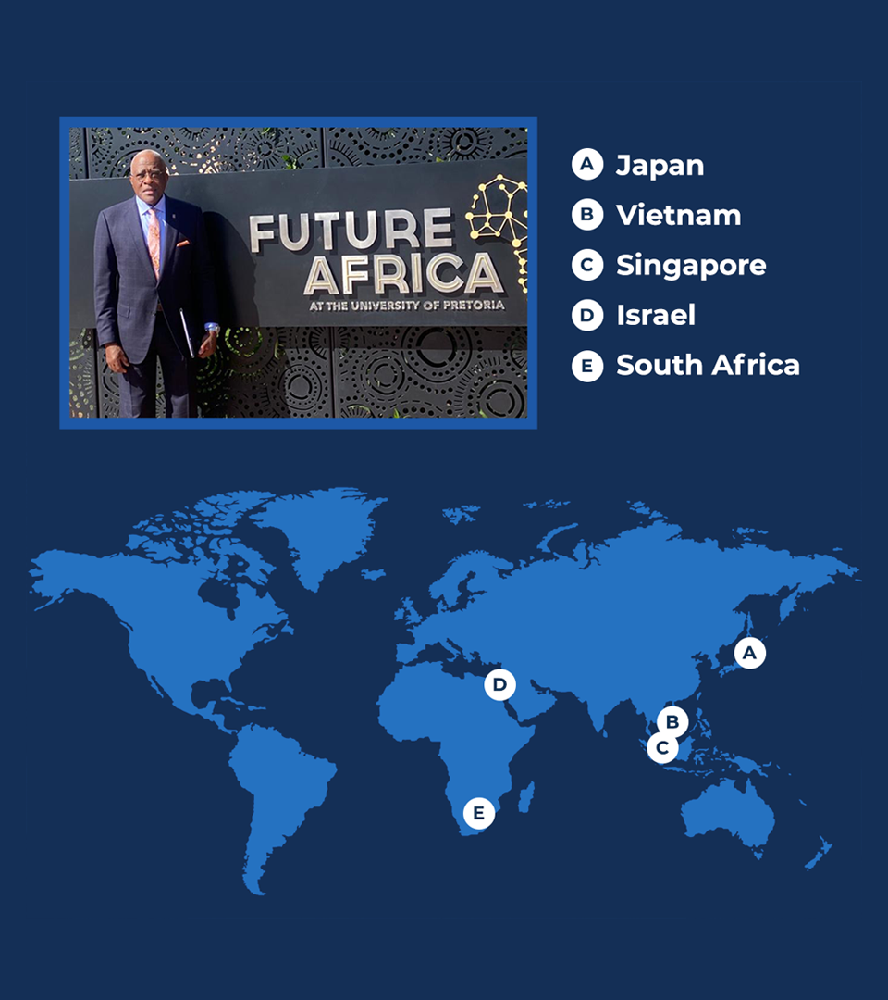 FUTURE
AFRICA
AT THE UNIVERSITY OF PRETORIA
A Japan
B Vietnam
C Singapore
D Israel
E South Africa
A
D
B
C
E